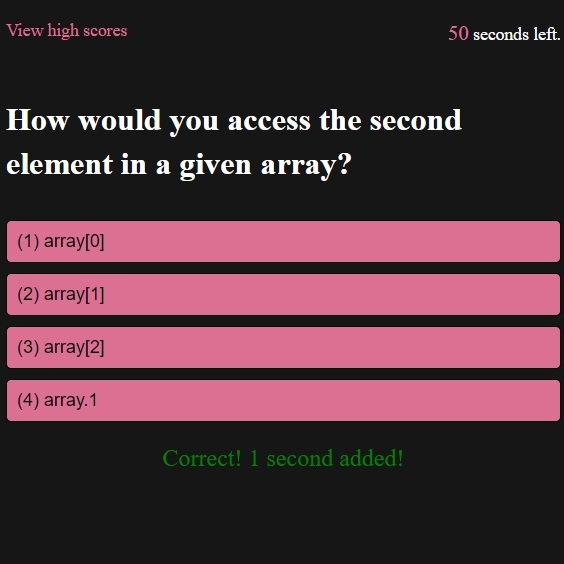 View high scores
50 seconds left.
How would you access the second
element in a given array?
(1) array[0]
(2) array[1]
(3) array[2]
(4) array.1
Correct! 1 second added!